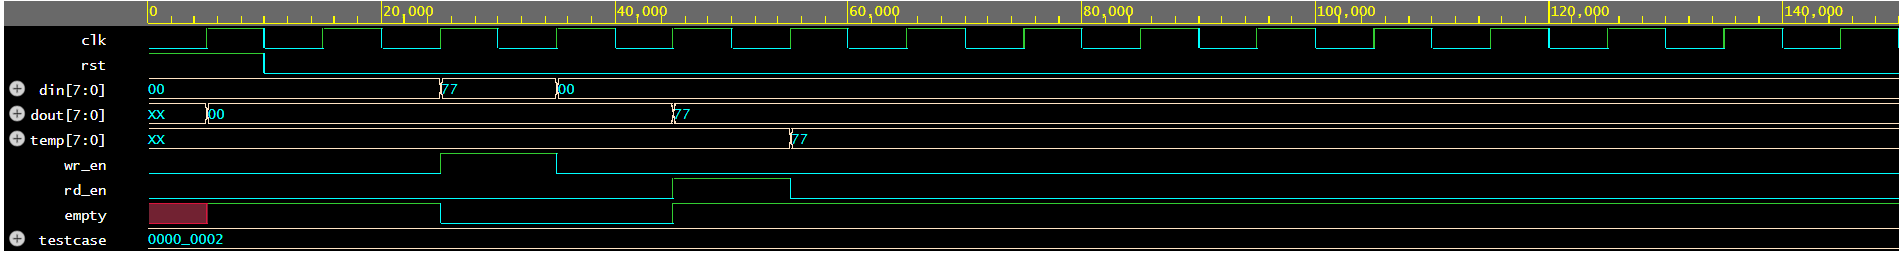 0 20,000 40,000 60,000 80,000 100,000 120,000 140,000
clk
rst
din[7:0] 00 77 00
dout[7:0] XX 00 77
temp[7:0] XX 77
wr_en
rd_en
empty
testcase 0000_0002